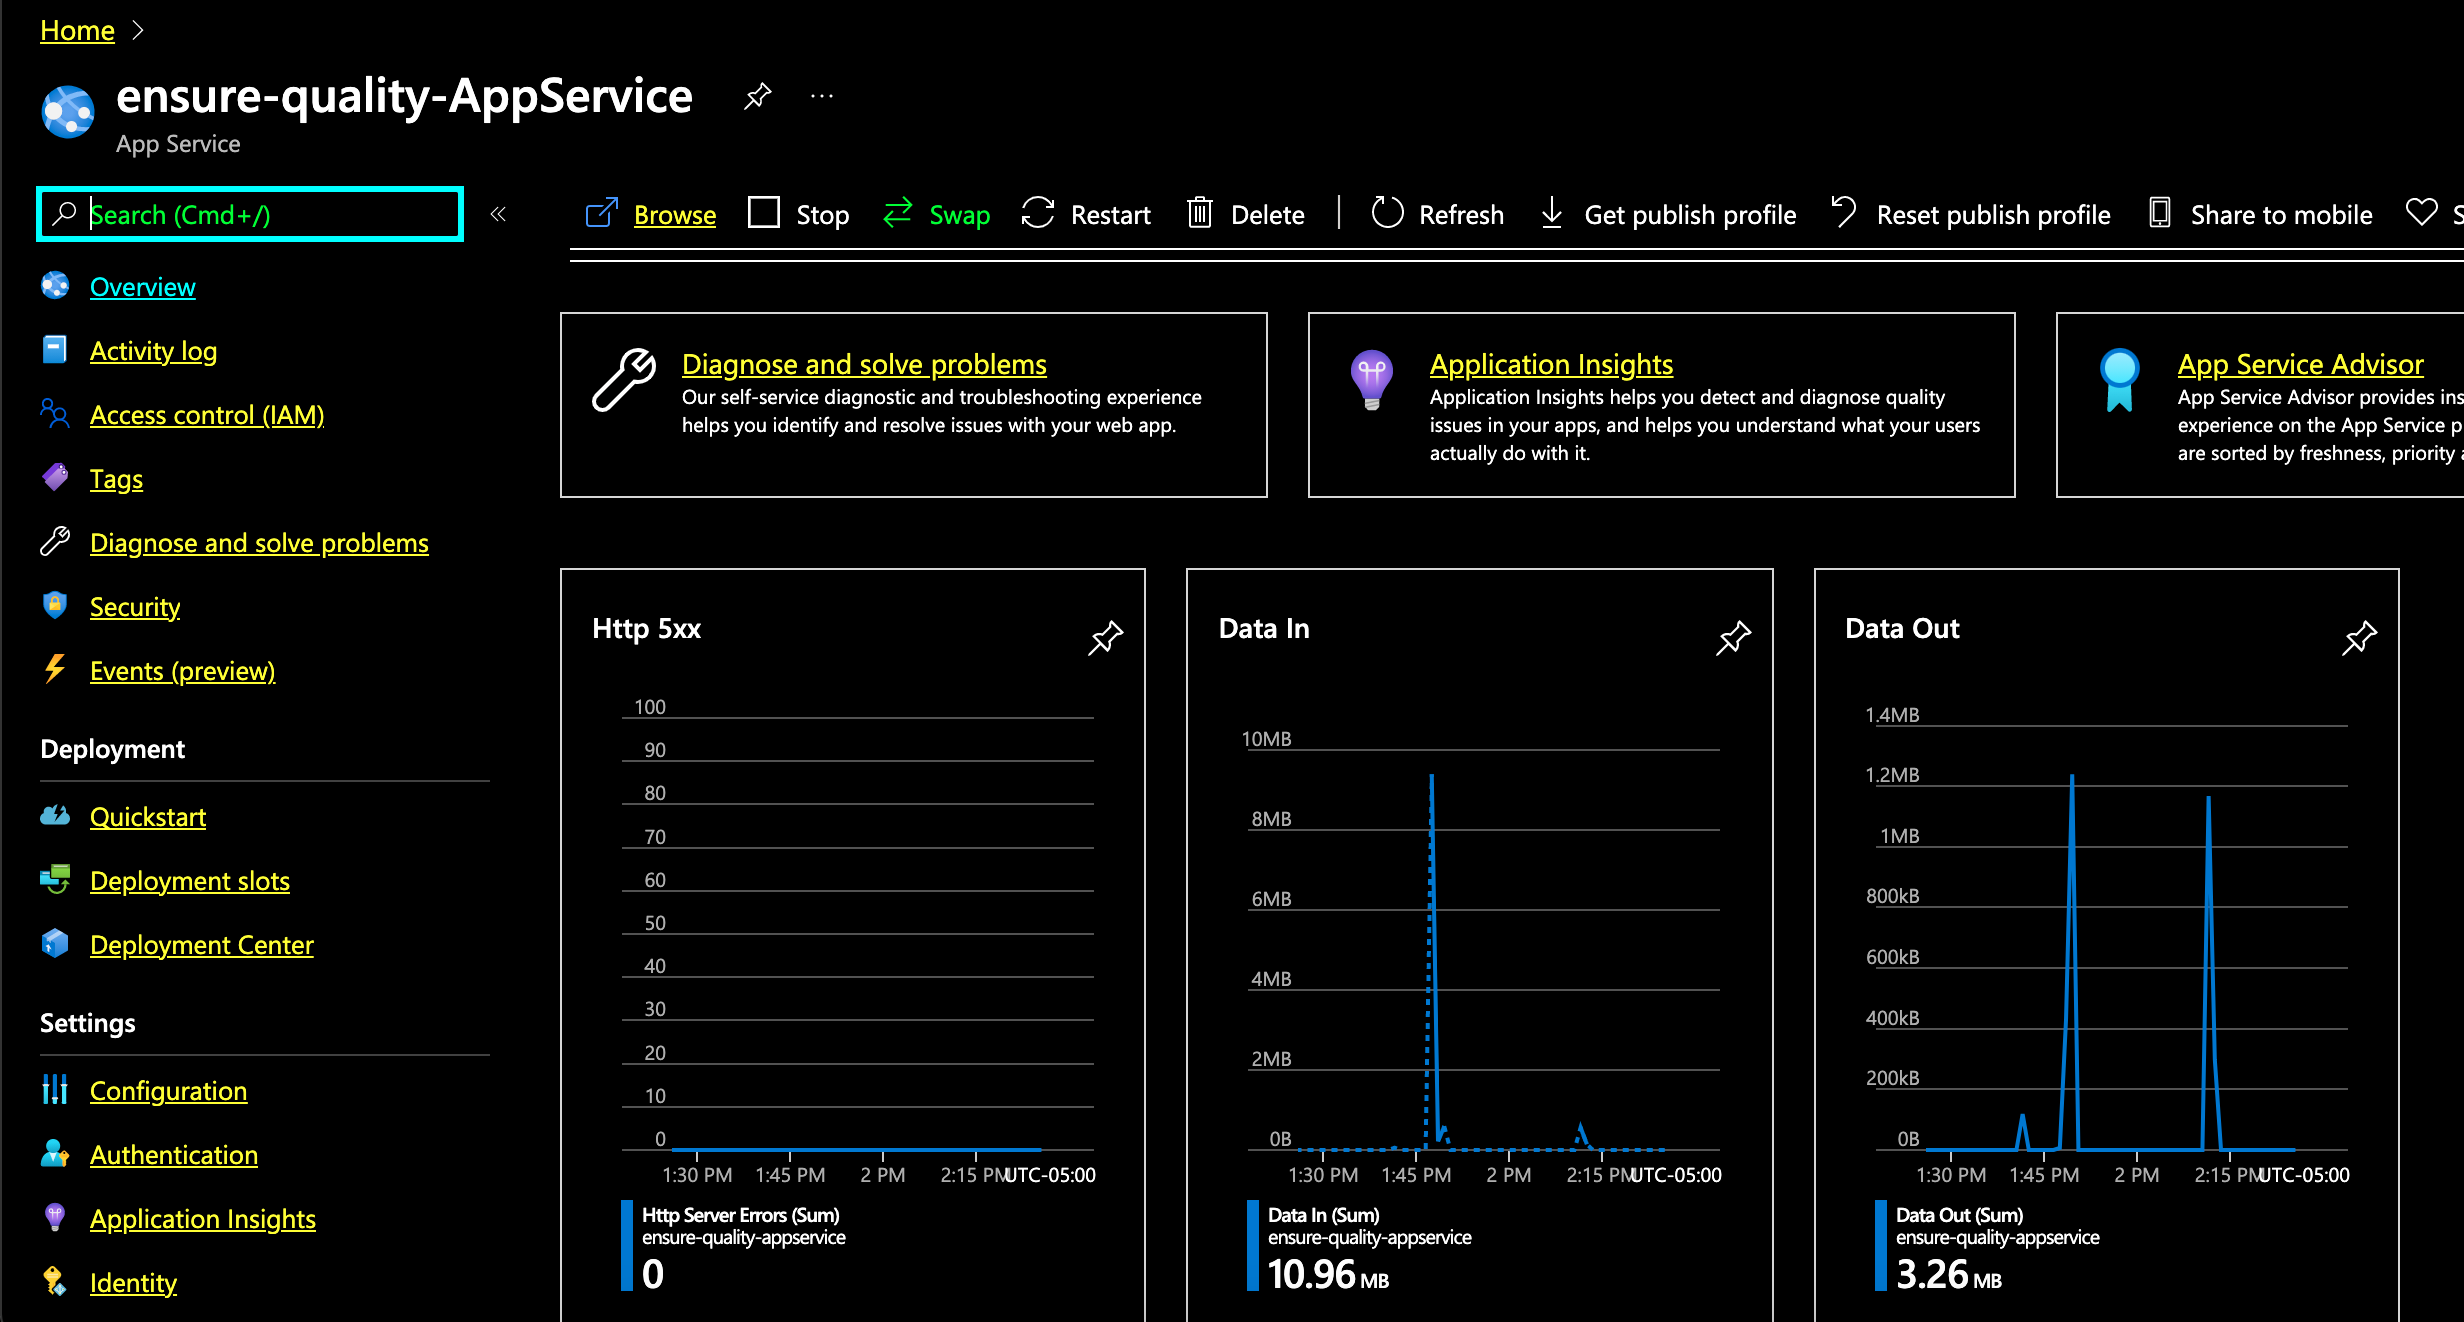 Home
ensure-quality-AppService
App Service
Search (Cmd+/)
Browse Stop Swap Restart Delete Refresh Get publish profile Reset publish profile Share to mobile
Overview
Activity log
Access control (IAM)
Tags
Diagnose and solve problems
Security
Events (preview)
Deployment
Quickstart
Deployment slots
Deployment Center
Settings
Configuration
Authentication
Application Insights
Identity
Diagnose and solve problems
Our self-service diagnostic and troubleshooting experience
helps you identify and resolve issues with your web app.
Application Insights
Application Insights helps you detect and diagnose quality
issues in your apps, and helps you understand what your users
actually do with it.
App Service Advisor
App Service Advisor provides ins
experience on the App Service p
are sorted by freshness, priority a
Http 5xx
100
90
80
70
60
50
40
30
20
10
0
1:30 PM 1:45 PM 2 PM 2:15 PM UTC-05:00
Http Server Errors (Sum)
ensure-quality-appservice
0
Data In
10MB
8MB
6MB
4MB
2MB
0B
1:30 PM 1:45 PM 2 PM 2:15 PM UTC-05:00
Data In (Sum)
ensure-quality-appservice
10.96 MB
Data Out
1.4MB
1.2MB
1MB
800kB
600kB
400kB
200kB
0B
1:30 PM 1:45 PM 2 PM 2:15 PM UTC-05:00
Data Out (Sum)
ensure-quality-appservice
3.26 MB